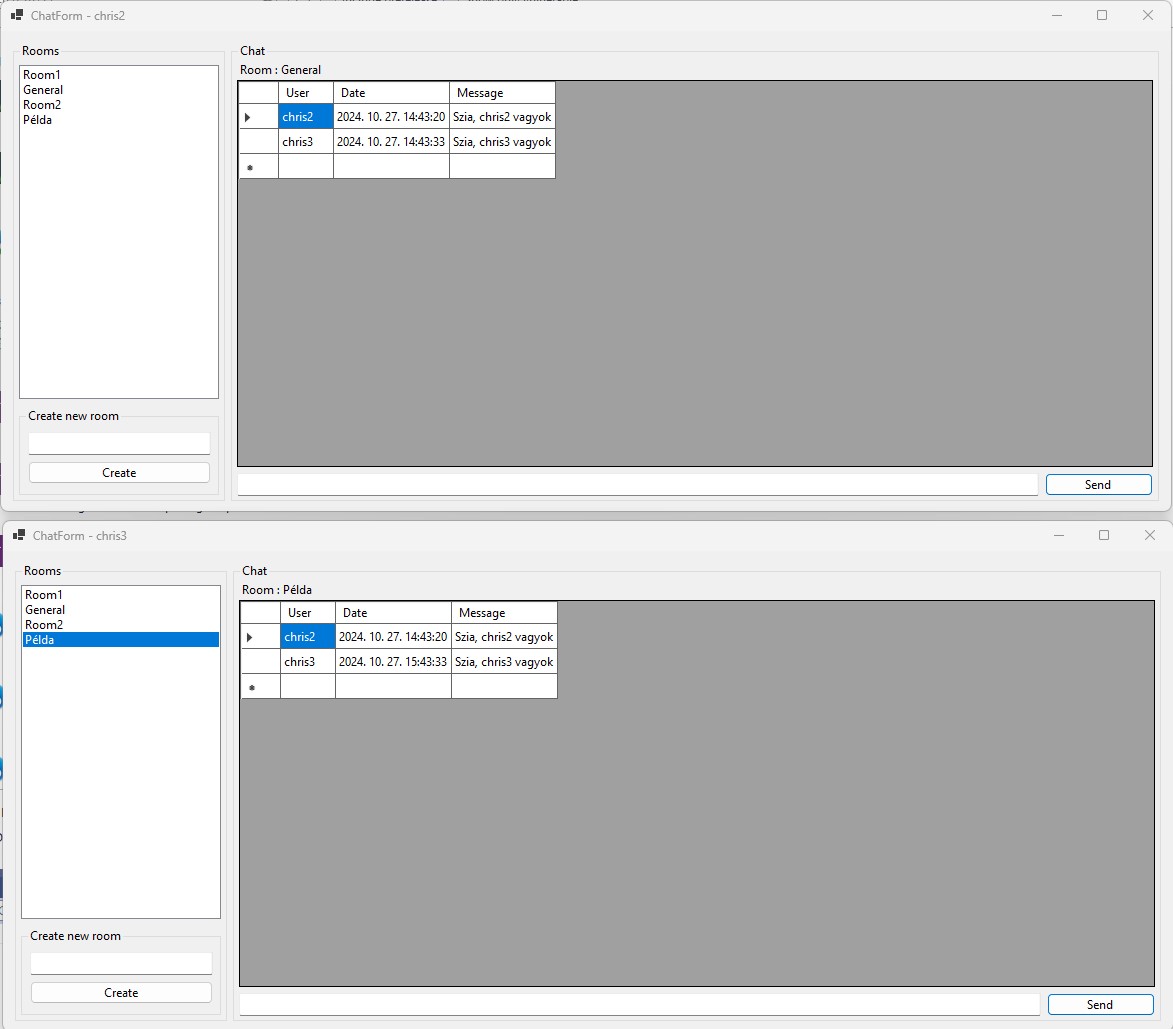 ChatForm - chris2
Rooms
Room1
General
Room2
Példa
Create new room
Create
Chat
Room : General
User Date Message
chris2 2024. 10. 27. 14:43:20 Szia, chris2 vagyok
chris3 2024. 10. 27. 14:43:33 Szia, chris3 vagyok
Send
ChatForm - chris3
Rooms
Room1
General
Room2
Példa
Create new room
Create
Chat
Room : Példa
User Date Message
chris2 2024. 10. 27. 14:43:20 Szia, chris2 vagyok
chris3 2024. 10. 27. 15:43:33 Szia, chris3 vagyok
Send